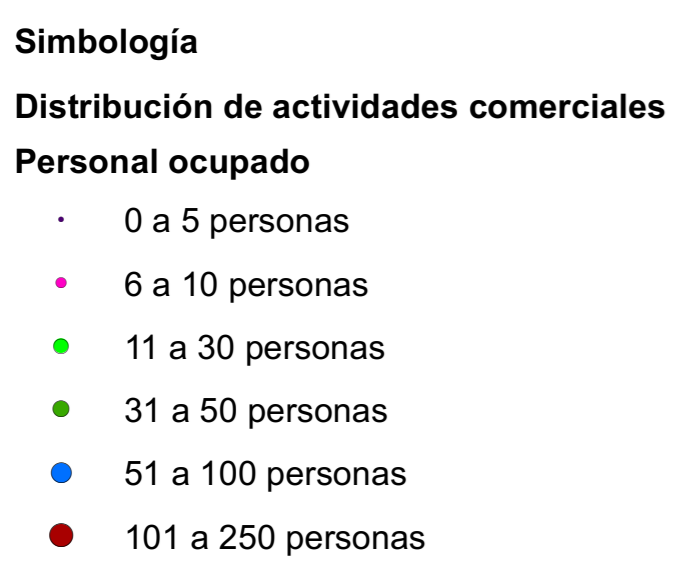 Simbología
Distribución de actividades comerciales
Personal ocupado
0 a 5 personas
6 a 10 personas
11 a 30 personas
31 a 50 personas
51 a 100 personas
101 a 250 personas